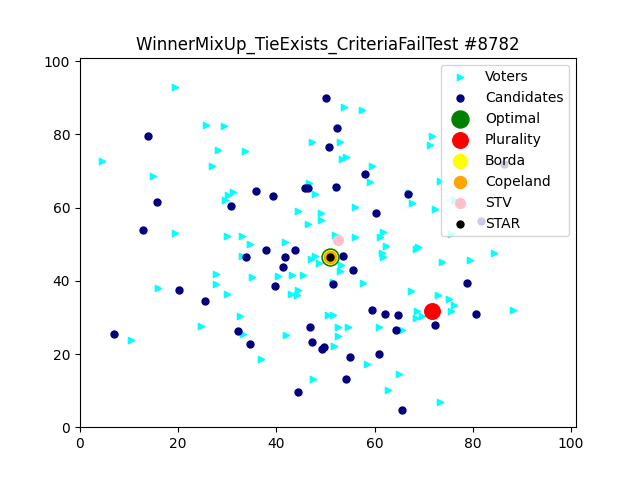 WinnerMixUp_TieExists_CriteriaFailTest #8782
100
80
60
40
20
0
0 20 40 60 80 100
Voters
Candidates
Optimal
Plurality
Borda
Copeland
STV
STAR